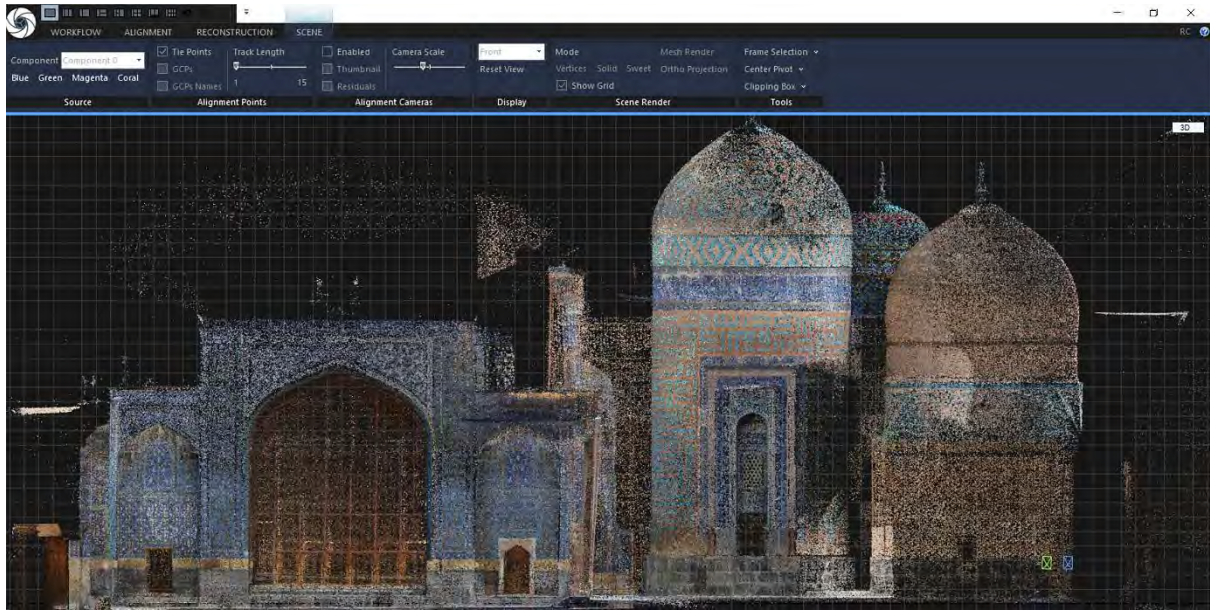 WORKFLOW ALIGNMENT RECONSTRUCTION SCENE RC
Tie Points Track Length Enabled Camera Scale Front Mode Mesh Render Frame Selection
Component Component 0 GCPs Thumbnail Reset View Vertices Solid Sweet Ortho Projection Center Pivot
Blue Green Magenta Coral GCPs Names 1 15 Residuals Show Grid Clipping Box
Source Alignment Points Alignment Cameras Display Scene Render Tools
3D